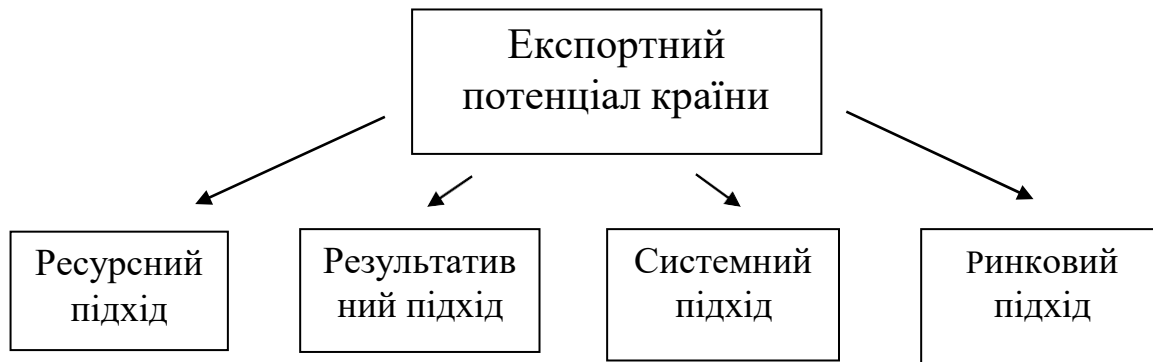 Експортний
потенціал країни
Ресурсний
підхід
Результатив
ний підхід
Системний
підхід
Ринковий
підхід